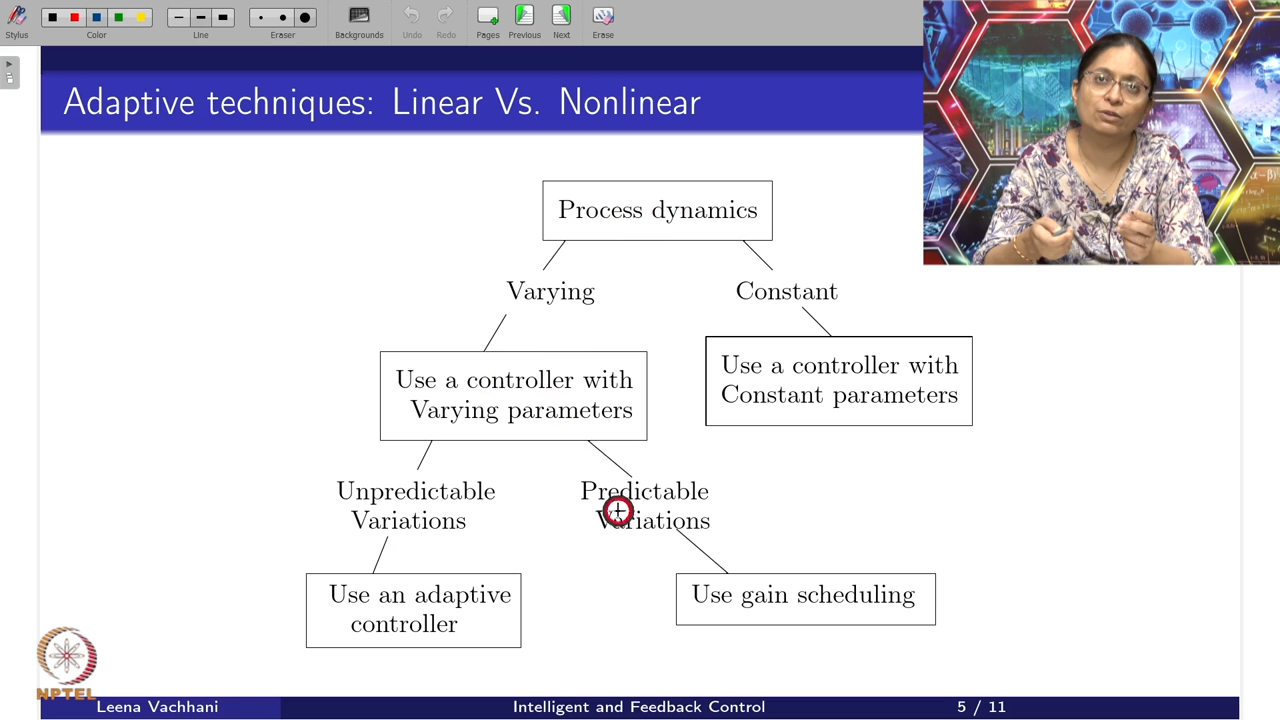 Stylus
Color
Line
Eraser
Backgrounds
Undo
Redo
Pages
Previous
Next
Erase
Adaptive techniques: Linear Vs. Nonlinear
Process dynamics
Varying
Constant
Use a controller with
Varying parameters
Use a controller with
Constant parameters
Unpredictable
Variations
Predictable
Variations
Use an adaptive
controller
Use gain scheduling
NPTEL
Leena Vachhani
Intelligent and Feedback Control
5 / 11